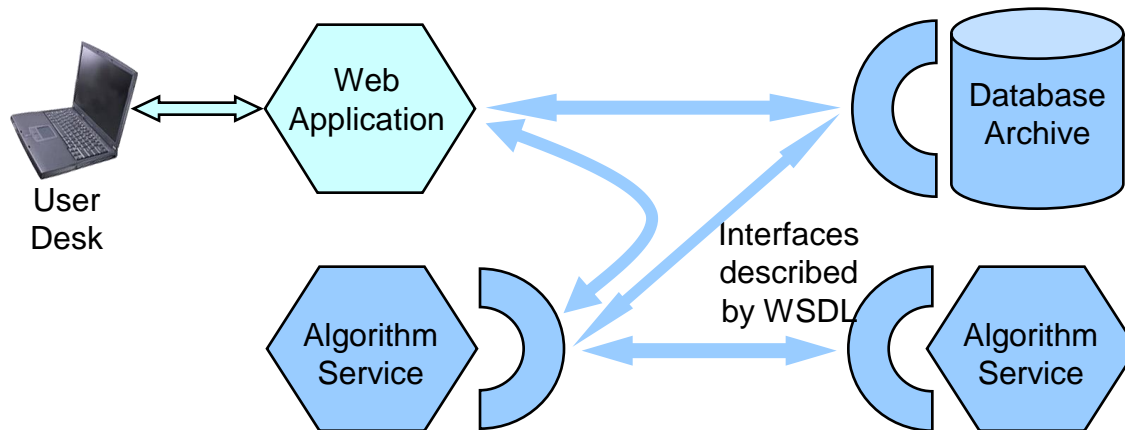 Web
Application
Database
Archive
User
Desk
Interfaces
described
by WSDL
Algorithm
Service
Algorithm
Service